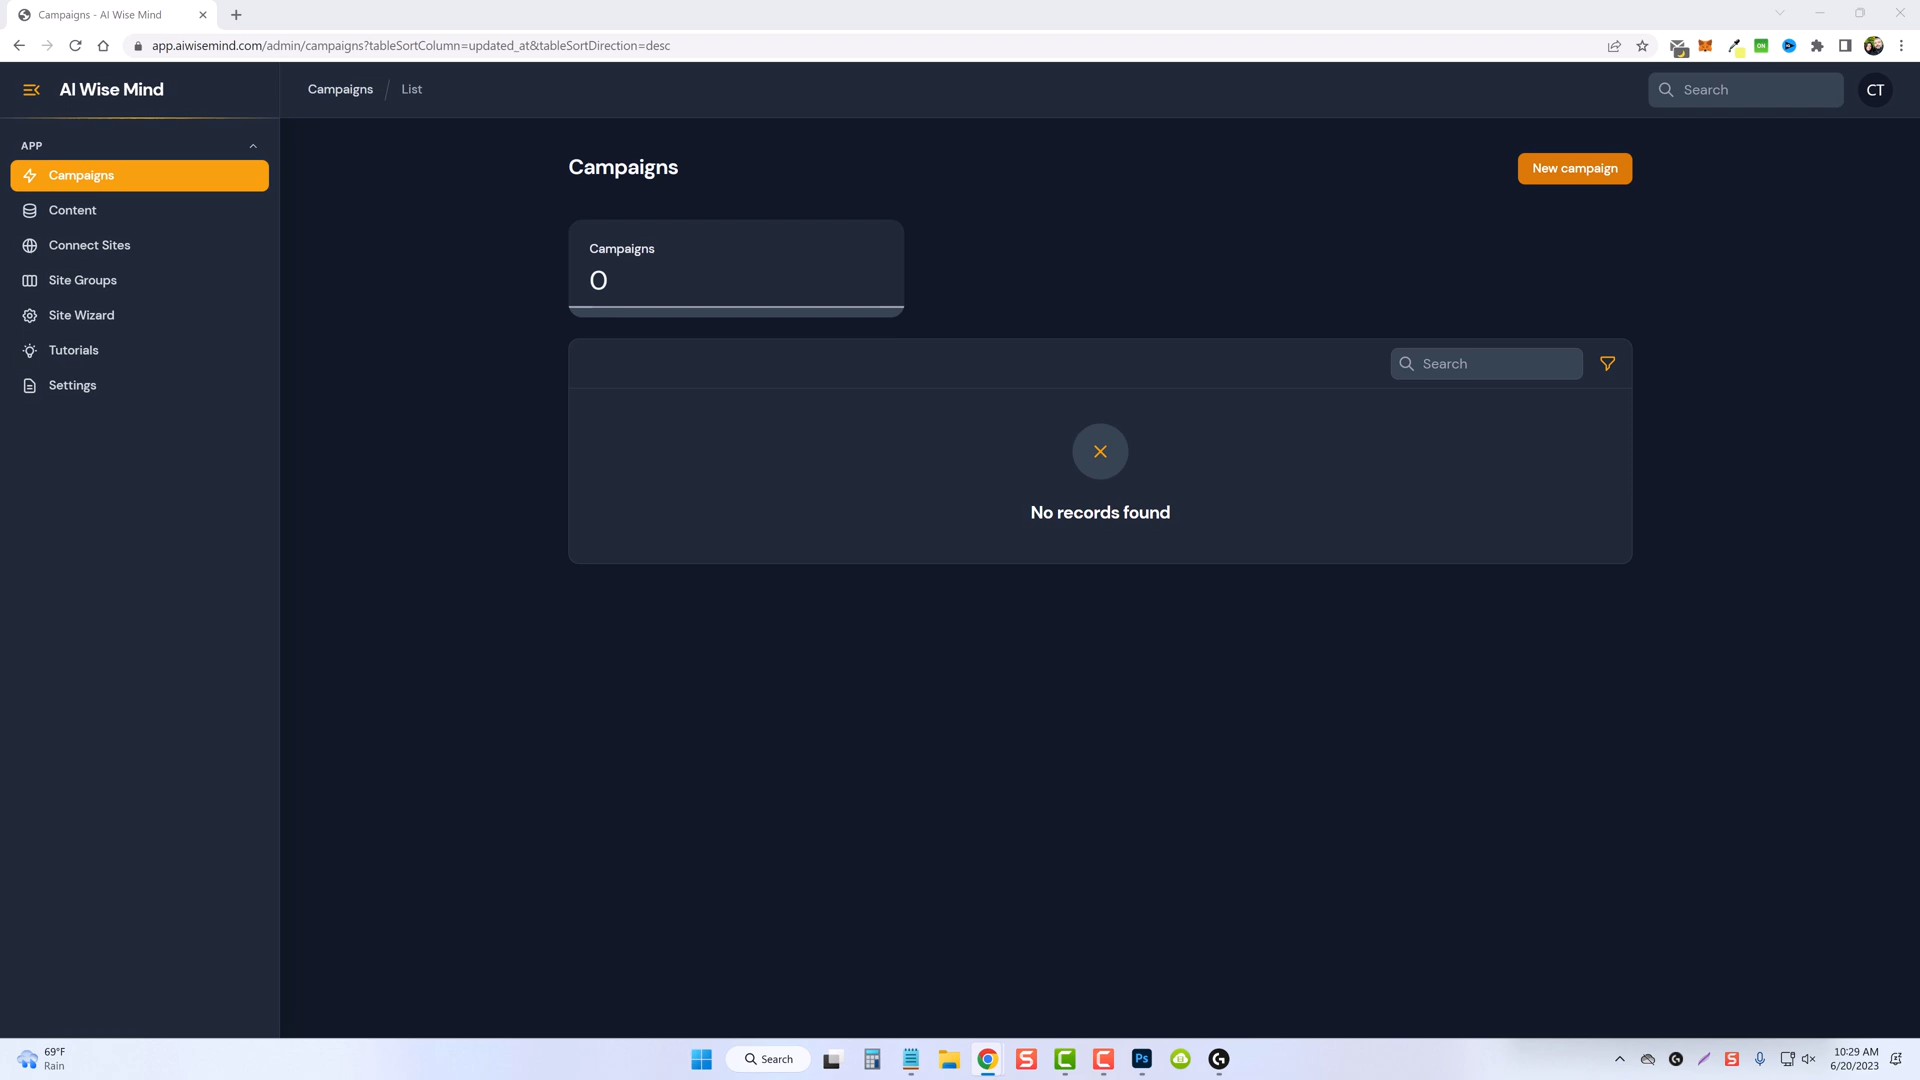 Campaigns - AI Wise Mind
app.aiwisemind.com/admin/campaigns?tableSortColumn=updated_at&tableSortDirection=desc
ON
AI Wise Mind
Campaigns / List
Search
CT
APP
Campaigns
Content
Connect Sites
Site Groups
Site Wizard
Tutorials
Settings
Campaigns
New campaign
Campaigns
0
Search
No records found
69°F
Rain
Search
S
C
C
Ps
G
S
10:29 AM
6/20/2023